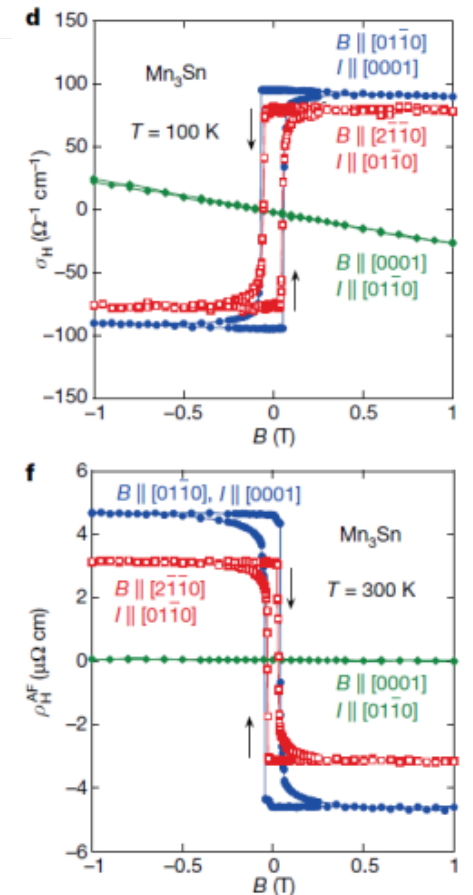 d
150
100
50
0
−50
−100
−150
σH (Ω⁻¹ cm⁻¹)
Mn₃Sn
T = 100 K
B || [011̄0]
I || [0001]
B || [21̄1̄0]
I || [011̄0]
B || [0001]
I || [011̄0]
−1 −0.5 0 0.5 1
B (T)
f
6
4
2
0
−2
−4
−6
ρH^AF (μΩ cm)
B || [011̄0], I || [0001]
Mn₃Sn
B || [21̄1̄0]
I || [011̄0]
T = 300 K
B || [0001]
I || [011̄0]
−1 −0.5 0 0.5 1
B (T)